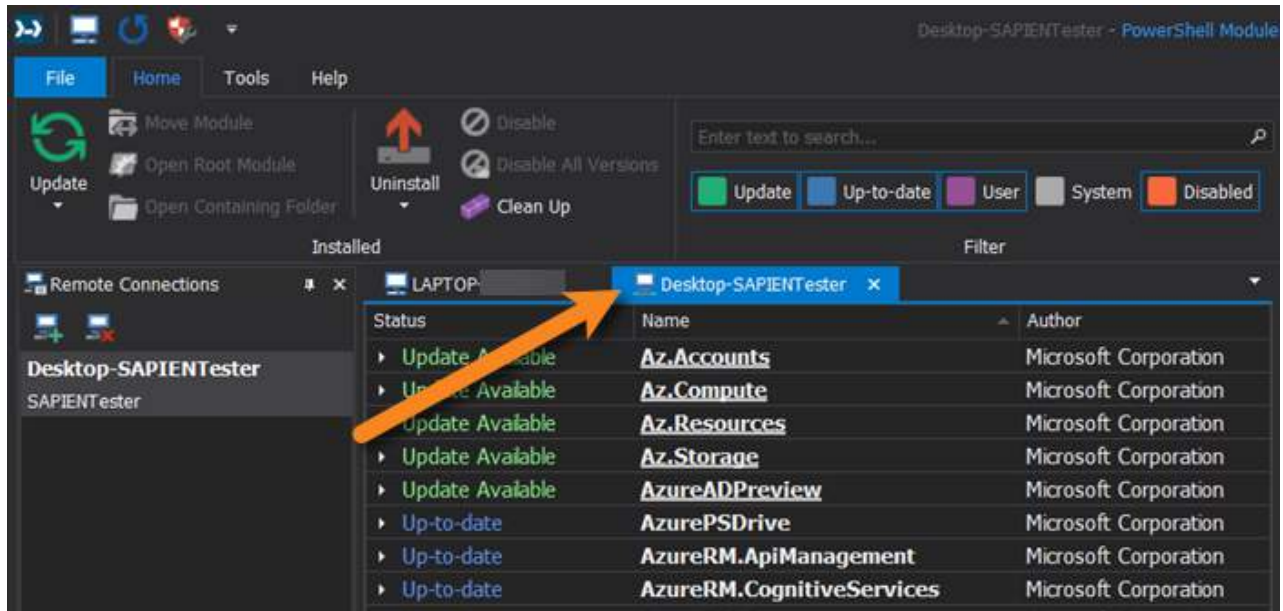 Desktop-SAPIENTester - PowerShell Module
File Home Tools Help
Update
Move Module
Open Root Module
Open Containing Folder
Uninstall
Disable
Disable All Versions
Clean Up
Enter text to search...
Update Up-to-date User System Disabled
Installed Filter
Remote Connections
Desktop-SAPIENTester
SAPIENTester
LAPTOP- Desktop-SAPIENTester
Status Name Author
Update Available Az.Accounts Microsoft Corporation
Update Available Az.Compute Microsoft Corporation
Update Available Az.Resources Microsoft Corporation
Update Available Az.Storage Microsoft Corporation
Update Available AzureADPreview Microsoft Corporation
Up-to-date AzurePSDrive Microsoft Corporation
Up-to-date AzureRM.ApiManagement Microsoft Corporation
Up-to-date AzureRM.CognitiveServices Microsoft Corporation